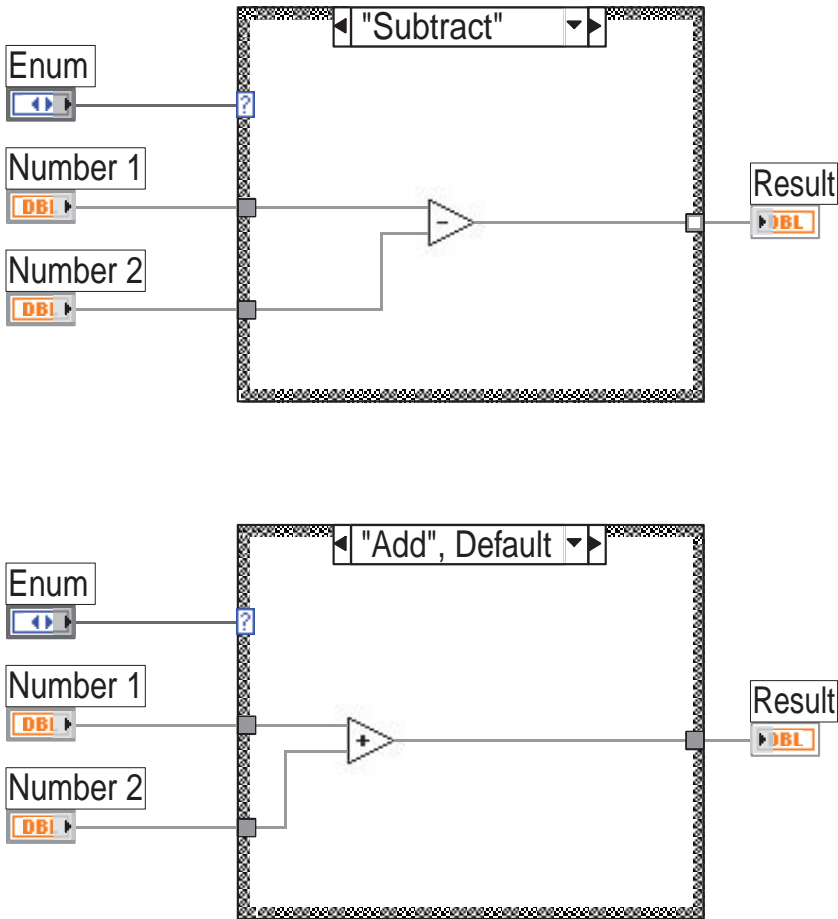 "Subtract"
Enum
?
Number 1
DBL
-
Result
DBL
Number 2
DBL
"Add", Default
Enum
?
Number 1
DBL
+
Result
DBL
Number 2
DBL